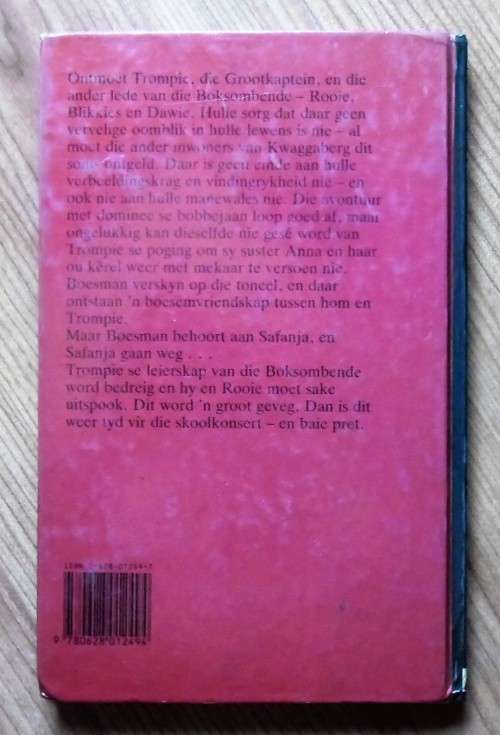 Ontmoet Trompie, die Grootkaptein, en die
ander lede van die Boksombende – Rooie,
Blikkies en Dawie. Hulle sorg dat daar geen
vervelige oomblik in hulle lewens is nie – al
moet die ander inwoners van Kwaggaberg dit
soms ontgeld. Daar is geen einde aan hulle
verbeeldingskrag en vindingrykheid nie – en
ook nie aan hulle manewales nie. Die avontuur
met dominee se bobbejaan loop goed af, maar
ongelukkig kan dieselfde nie gesê word van
Trompie se poging om sy suster Anna en haar
ou kêrel weer met mekaar te versoen nie.
Boesman verskyn op die toneel, en daar
ontstaan 'n boesemvriendskap tussen hom en
Trompie.
Maar Boesman behoort aan Safanja, en
Safanja gaan weg . . .
Trompie se leierskap van die Boksombende
word bedreig en hy en Rooie moet sake
uitspook. Dit word 'n groot geveg. Dan is dit
weer tyd vir die skoolkonsert – en baie pret.
ISBN
9 780628 012494